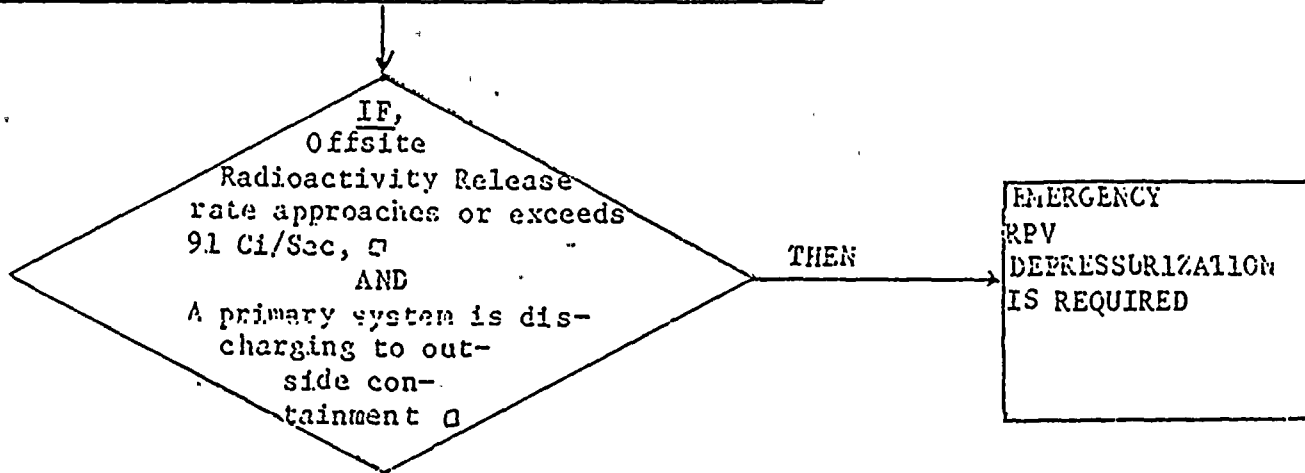 IF,
Offsite
Radioactivity Release
rate approaches or exceeds
91 Ci/Sec, □
AND
A primary system is dis-
charging to out-
side con-
tainment □
THEN
EMERGENCY
RPV
DEPRESSURIZATION
IS REQUIRED